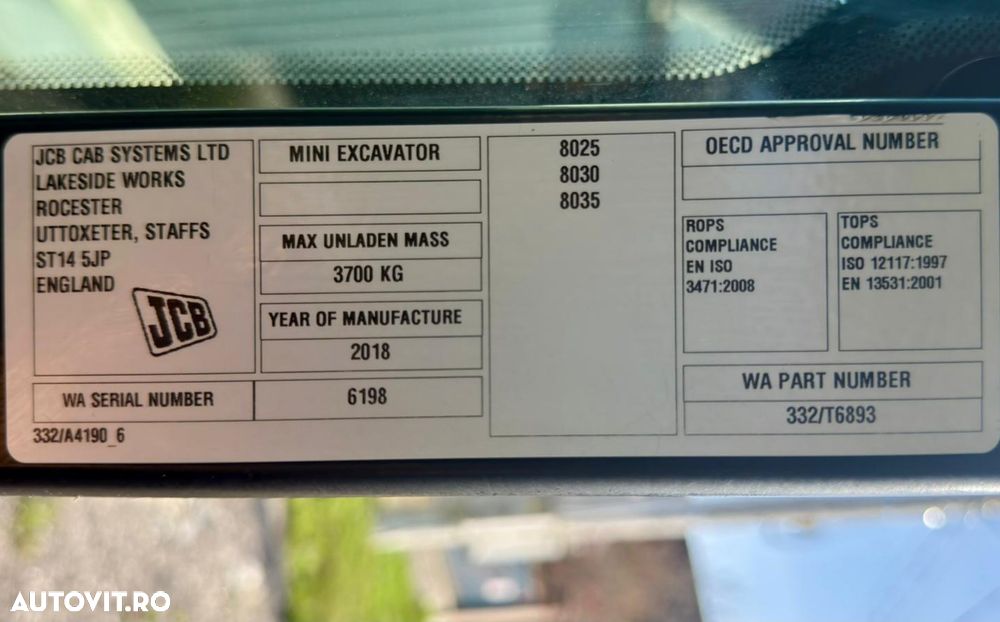 JCB CAB SYSTEMS LTD
LAKESIDE WORKS
ROCESTER
UTTOXETER, STAFFS
ST14 5JP
ENGLAND
JCB
WA SERIAL NUMBER
6198
332/A4190_6
MINI EXCAVATOR
MAX UNLADEN MASS
3700 KG
YEAR OF MANUFACTURE
2018
8025
8030
8035
OECD APPROVAL NUMBER
ROPS
COMPLIANCE
EN ISO
3471:2008
TOPS
COMPLIANCE
ISO 12117:1997
EN 13531:2001
WA PART NUMBER
332/T6893
AUTOVIT.RO